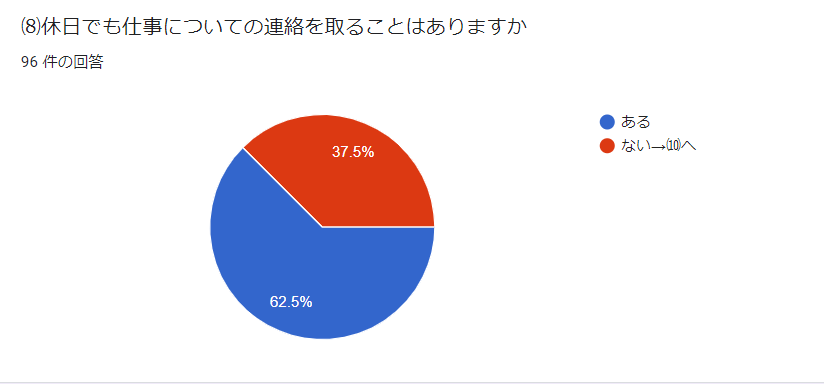 ⑻休日でも仕事についての連絡を取ることはありますか
96 件の回答
ある
ない→⑽へ
37.5%
62.5%